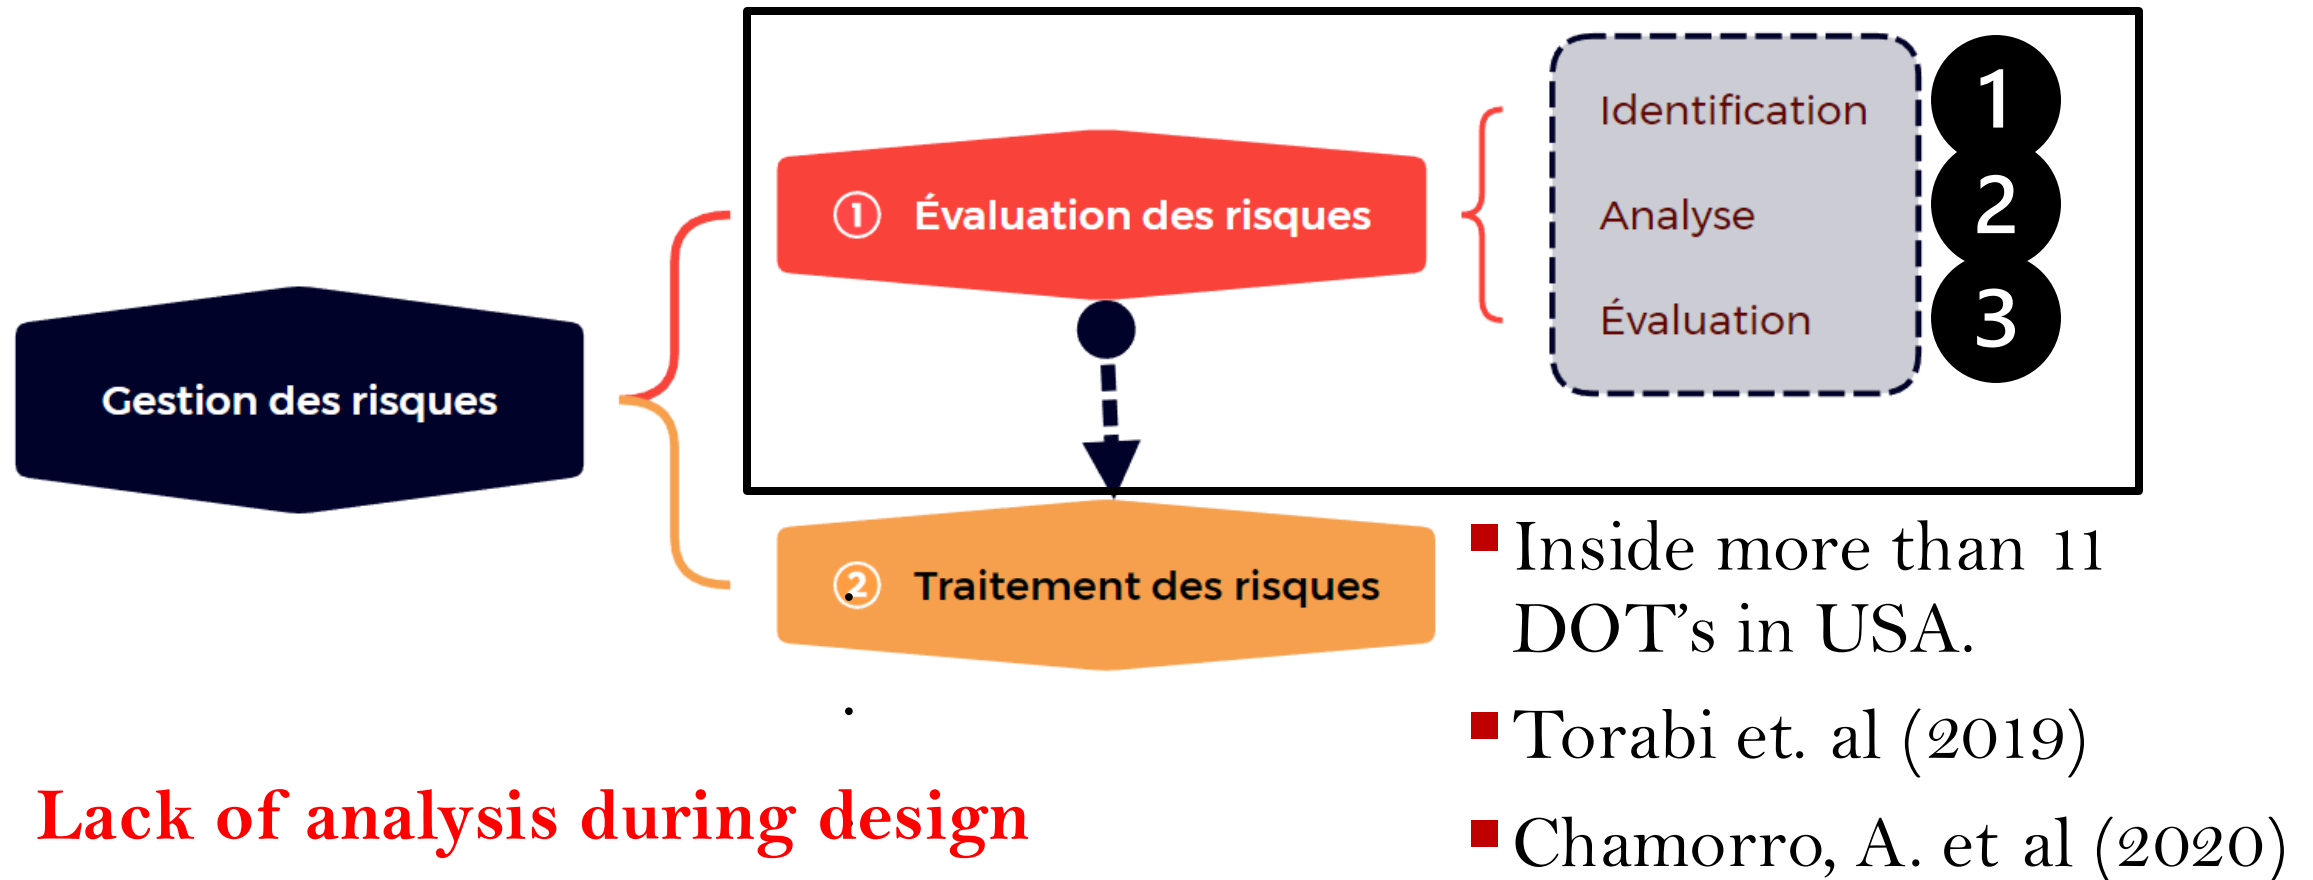 Gestion des risques
① Évaluation des risques
Identification
Analyse
Évaluation
1
2
3
② Traitement des risques
Inside more than 11
DOT’s in USA.
Torabi et. al (2019)
Chamorro, A. et al (2020)
Lack of analysis during design